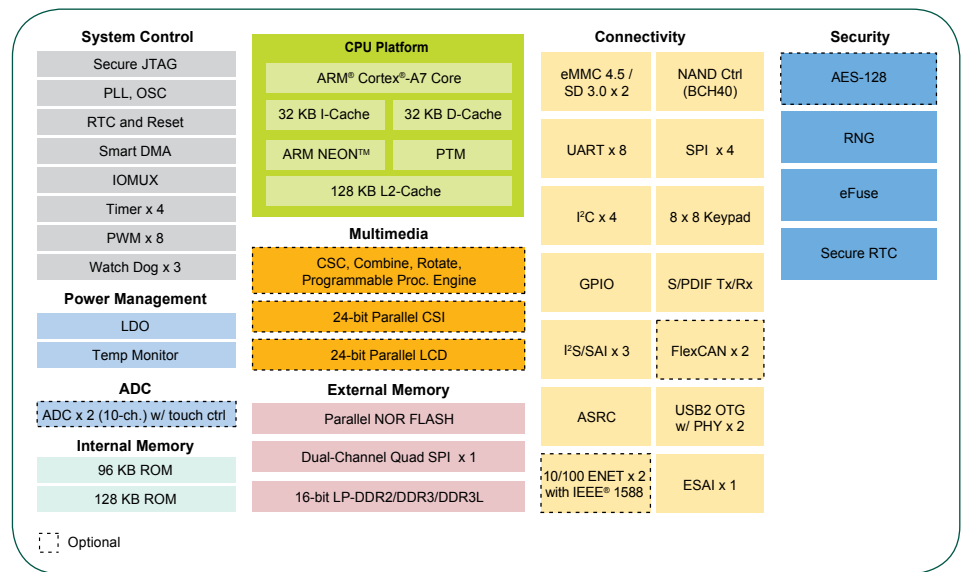 System Control
Secure JTAG
PLL, OSC
RTC and Reset
Smart DMA
IOMUX
Timer x 4
PWM x 8
Watch Dog x 3
Power Management
LDO
Temp Monitor
ADC
ADC x 2 (10-ch.) w/ touch ctrl
Internal Memory
96 KB ROM
128 KB ROM
Optional
CPU Platform
ARM® Cortex®-A7 Core
32 KB I-Cache
32 KB D-Cache
ARM NEON™
PTM
128 KB L2-Cache
Multimedia
CSC, Combine, Rotate,
Programmable Proc. Engine
24-bit Parallel CSI
24-bit Parallel LCD
External Memory
Parallel NOR FLASH
Dual-Channel Quad SPI x 1
16-bit LP-DDR2/DDR3/DDR3L
Connectivity
eMMC 4.5 /
SD 3.0 x 2
NAND Ctrl
(BCH40)
UART x 8
SPI x 4
I²C x 4
8 x 8 Keypad
GPIO
S/PDIF Tx/Rx
I²S/SAI x 3
FlexCAN x 2
ASRC
USB2 OTG
w/ PHY x 2
10/100 ENET x 2
with IEEE® 1588
ESAI x 1
Security
AES-128
RNG
eFuse
Secure RTC